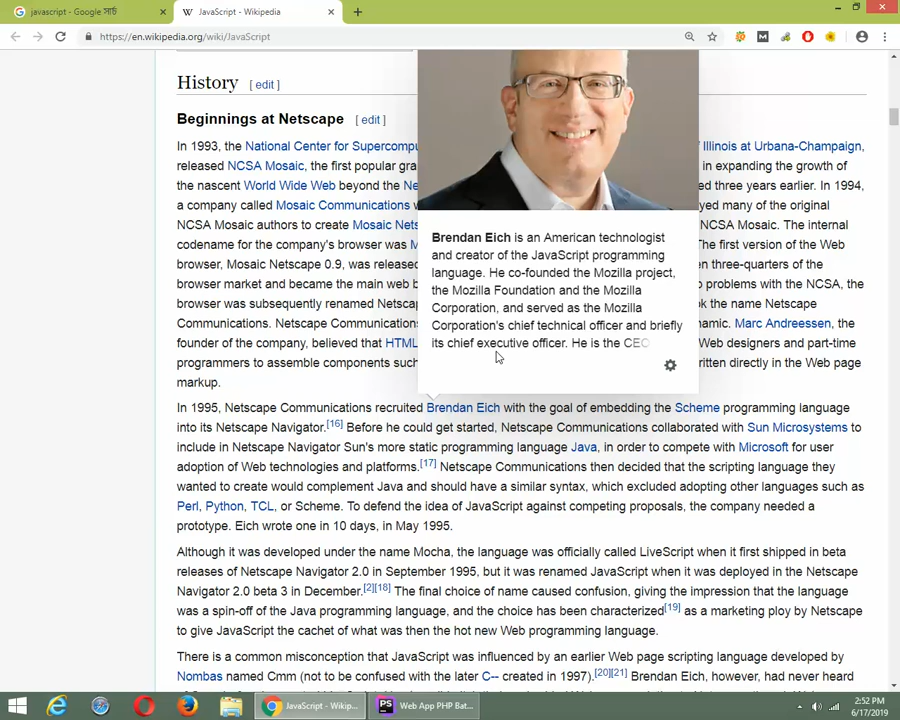 javascript - Google সার্চ
JavaScript - Wikipedia
https://en.wikipedia.org/wiki/JavaScript
History [ edit ]
Beginnings at Netscape [ edit ]
In 1993, the National Center for Supercompu Illinois at Urbana-Champaign,
released NCSA Mosaic, the first popular gra in expanding the growth of
the nascent World Wide Web beyond the Ne ed three years earlier. In 1994,
a company called Mosaic Communications yed many of the original
NCSA Mosaic authors to create Mosaic Nets NCSA Mosaic. The internal
codename for the company's browser was M The first version of the Web
browser, Mosaic Netscape 0.9, was release en three-quarters of the
browser market and became the main web b o problems with the NCSA, the
browser was subsequently renamed Netscap ok the name Netscape
Communications. Netscape Communications namic. Marc Andreessen, the
founder of the company, believed that HTML Web designers and part-time
programmers to assemble components suc ritten directly in the Web page
markup.
Brendan Eich is an American technologist
and creator of the JavaScript programming
language. He co-founded the Mozilla project,
the Mozilla Foundation and the Mozilla
Corporation, and served as the Mozilla
Corporation's chief technical officer and briefly
its chief executive officer. He is the CEO
In 1995, Netscape Communications recruited Brendan Eich with the goal of embedding the Scheme programming language
into its Netscape Navigator.[16] Before he could get started, Netscape Communications collaborated with Sun Microsystems to
include in Netscape Navigator Sun's more static programming language Java, in order to compete with Microsoft for user
adoption of Web technologies and platforms.[17] Netscape Communications then decided that the scripting language they
wanted to create would complement Java and should have a similar syntax, which excluded adopting other languages such as
Perl, Python, TCL, or Scheme. To defend the idea of JavaScript against competing proposals, the company needed a
prototype. Eich wrote one in 10 days, in May 1995.
Although it was developed under the name Mocha, the language was officially called LiveScript when it first shipped in beta
releases of Netscape Navigator 2.0 in September 1995, but it was renamed JavaScript when it was deployed in the Netscape
Navigator 2.0 beta 3 in December.[2][18] The final choice of name caused confusion, giving the impression that the language
was a spin-off of the Java programming language, and the choice has been characterized[19] as a marketing ploy by Netscape
to give JavaScript the cachet of what was then the hot new Web programming language.
There is a common misconception that JavaScript was influenced by an earlier Web page scripting language developed by
Nombas named Cmm (not to be confused with the later C-- created in 1997).[20][21] Brendan Eich, however, had never heard
JavaScript - Wikip...
Web App PHP Bat...
2:52 PM
6/17/2019